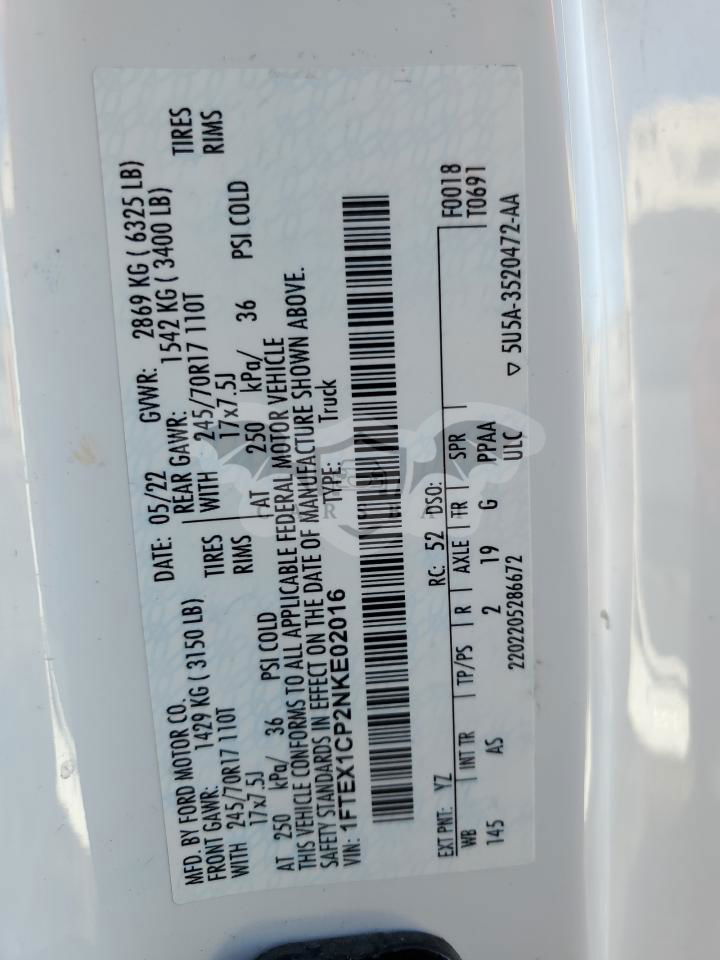 MFD. BY FORD MOTOR CO.
DATE: 05/22 GVWR: 2869 KG ( 6325 LB)
FRONT GAWR: 1429 KG ( 3150 LB) REAR GAWR: 1542 KG ( 3400 LB)
WITH 245/70R17 110T TIRES WITH 245/70R17 110T TIRES
17x7.5J RIMS 17x7.5J RIMS
AT 250 kPa/ 36 PSI COLD AT 250 kPa/ 36 PSI COLD
THIS VEHICLE CONFORMS TO ALL APPLICABLE FEDERAL MOTOR VEHICLE
SAFETY STANDARDS IN EFFECT ON THE DATE OF MANUFACTURE SHOWN ABOVE.
VIN: 1FTEX1CP2NKE02016 TYPE: Truck
F0018
T0691
EXT PNT: YZ RC: 52 DSO:
WB INT TR TP/PS R AXLE TR SPR
145 AS 2 19 G PPAA
2202205286672 ULC ▽ 5U5A-3520472-AA